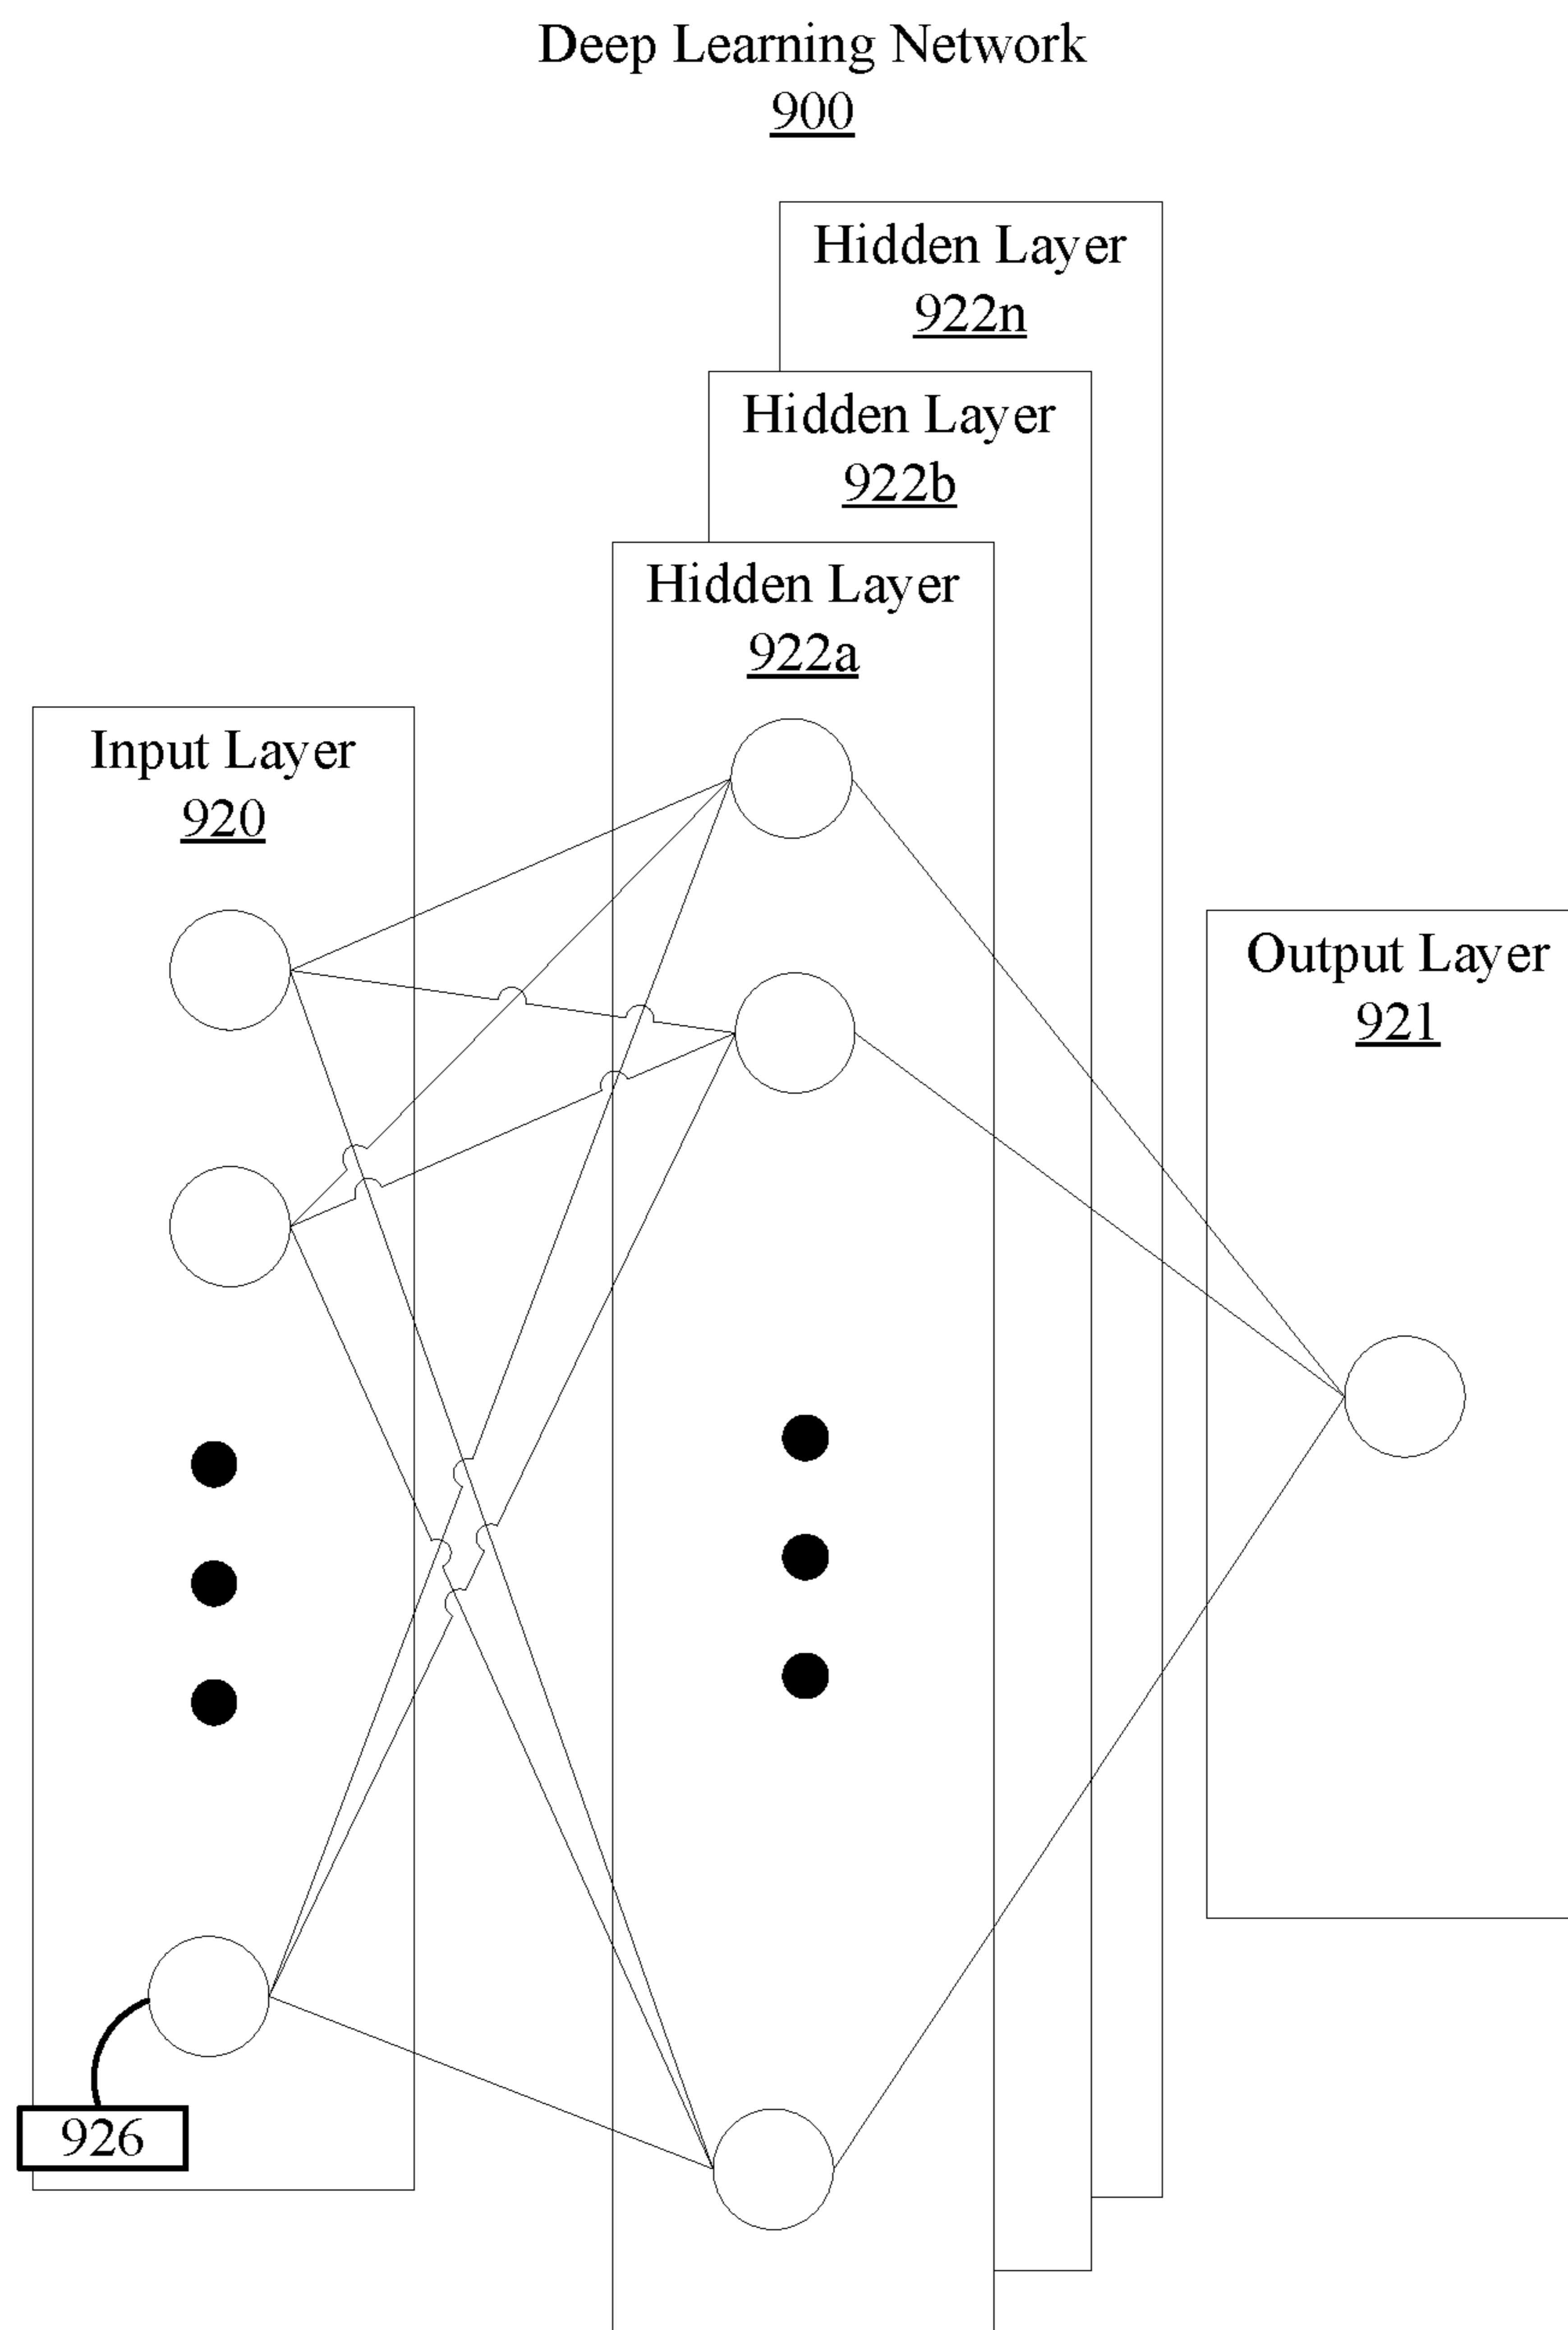 Deep Learning Network
900
Hidden Layer
922n
Hidden Layer
922b
Hidden Layer
922a
Input Layer
920
Output Layer
921
926